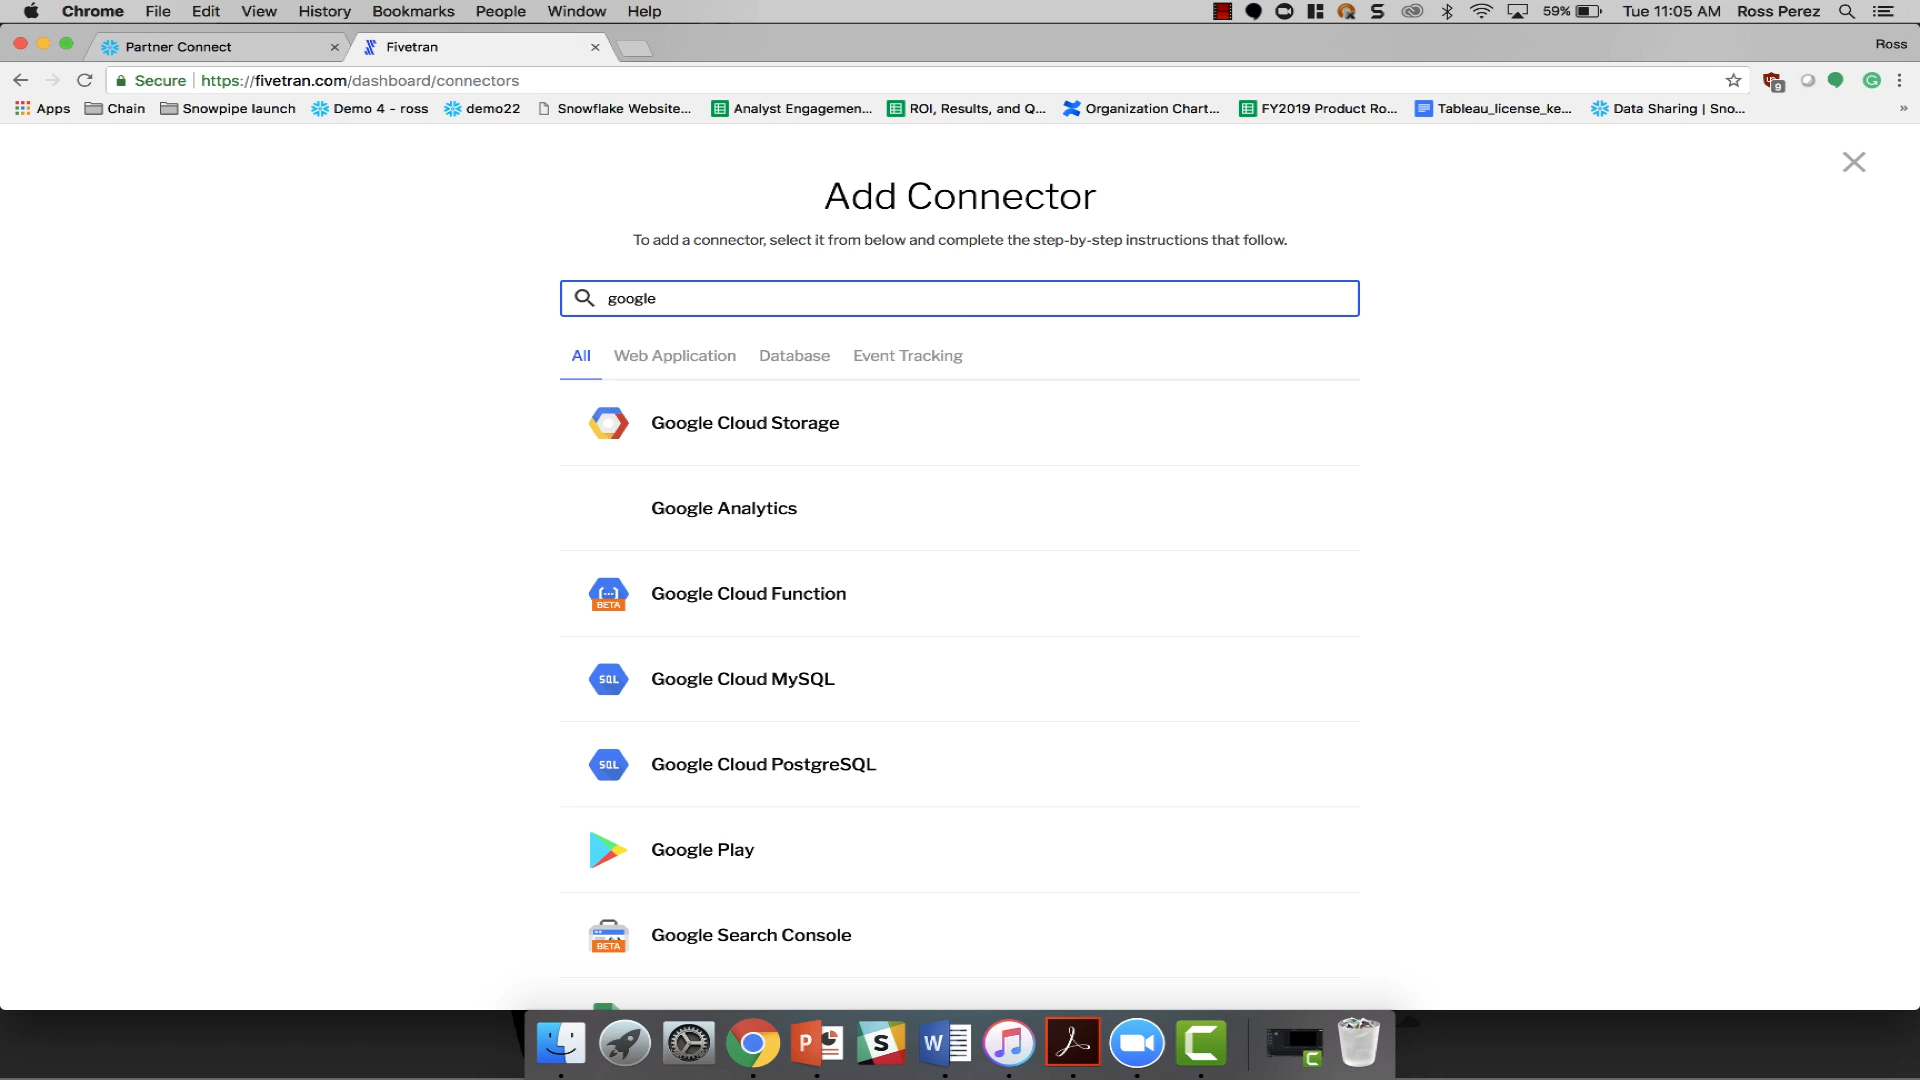 Chrome File Edit View History Bookmarks People Window Help 59% Tue 11:05 AM Ross Perez
Partner Connect Fivetran Ross
Secure https://fivetran.com/dashboard/connectors 9
Apps Chain Snowpipe launch Demo 4 - ross demo22 Snowflake Website... Analyst Engagemen... ROI, Results, and Q... Organization Chart... FY2019 Product Ro... Tableau_license_ke... Data Sharing | Sno... »
Add Connector
To add a connector, select it from below and complete the step-by-step instructions that follow.
google
All Web Application Database Event Tracking
Google Cloud Storage
Google Analytics
BETA Google Cloud Function
SQL Google Cloud MySQL
SQL Google Cloud PostgreSQL
Google Play
BETA Google Search Console